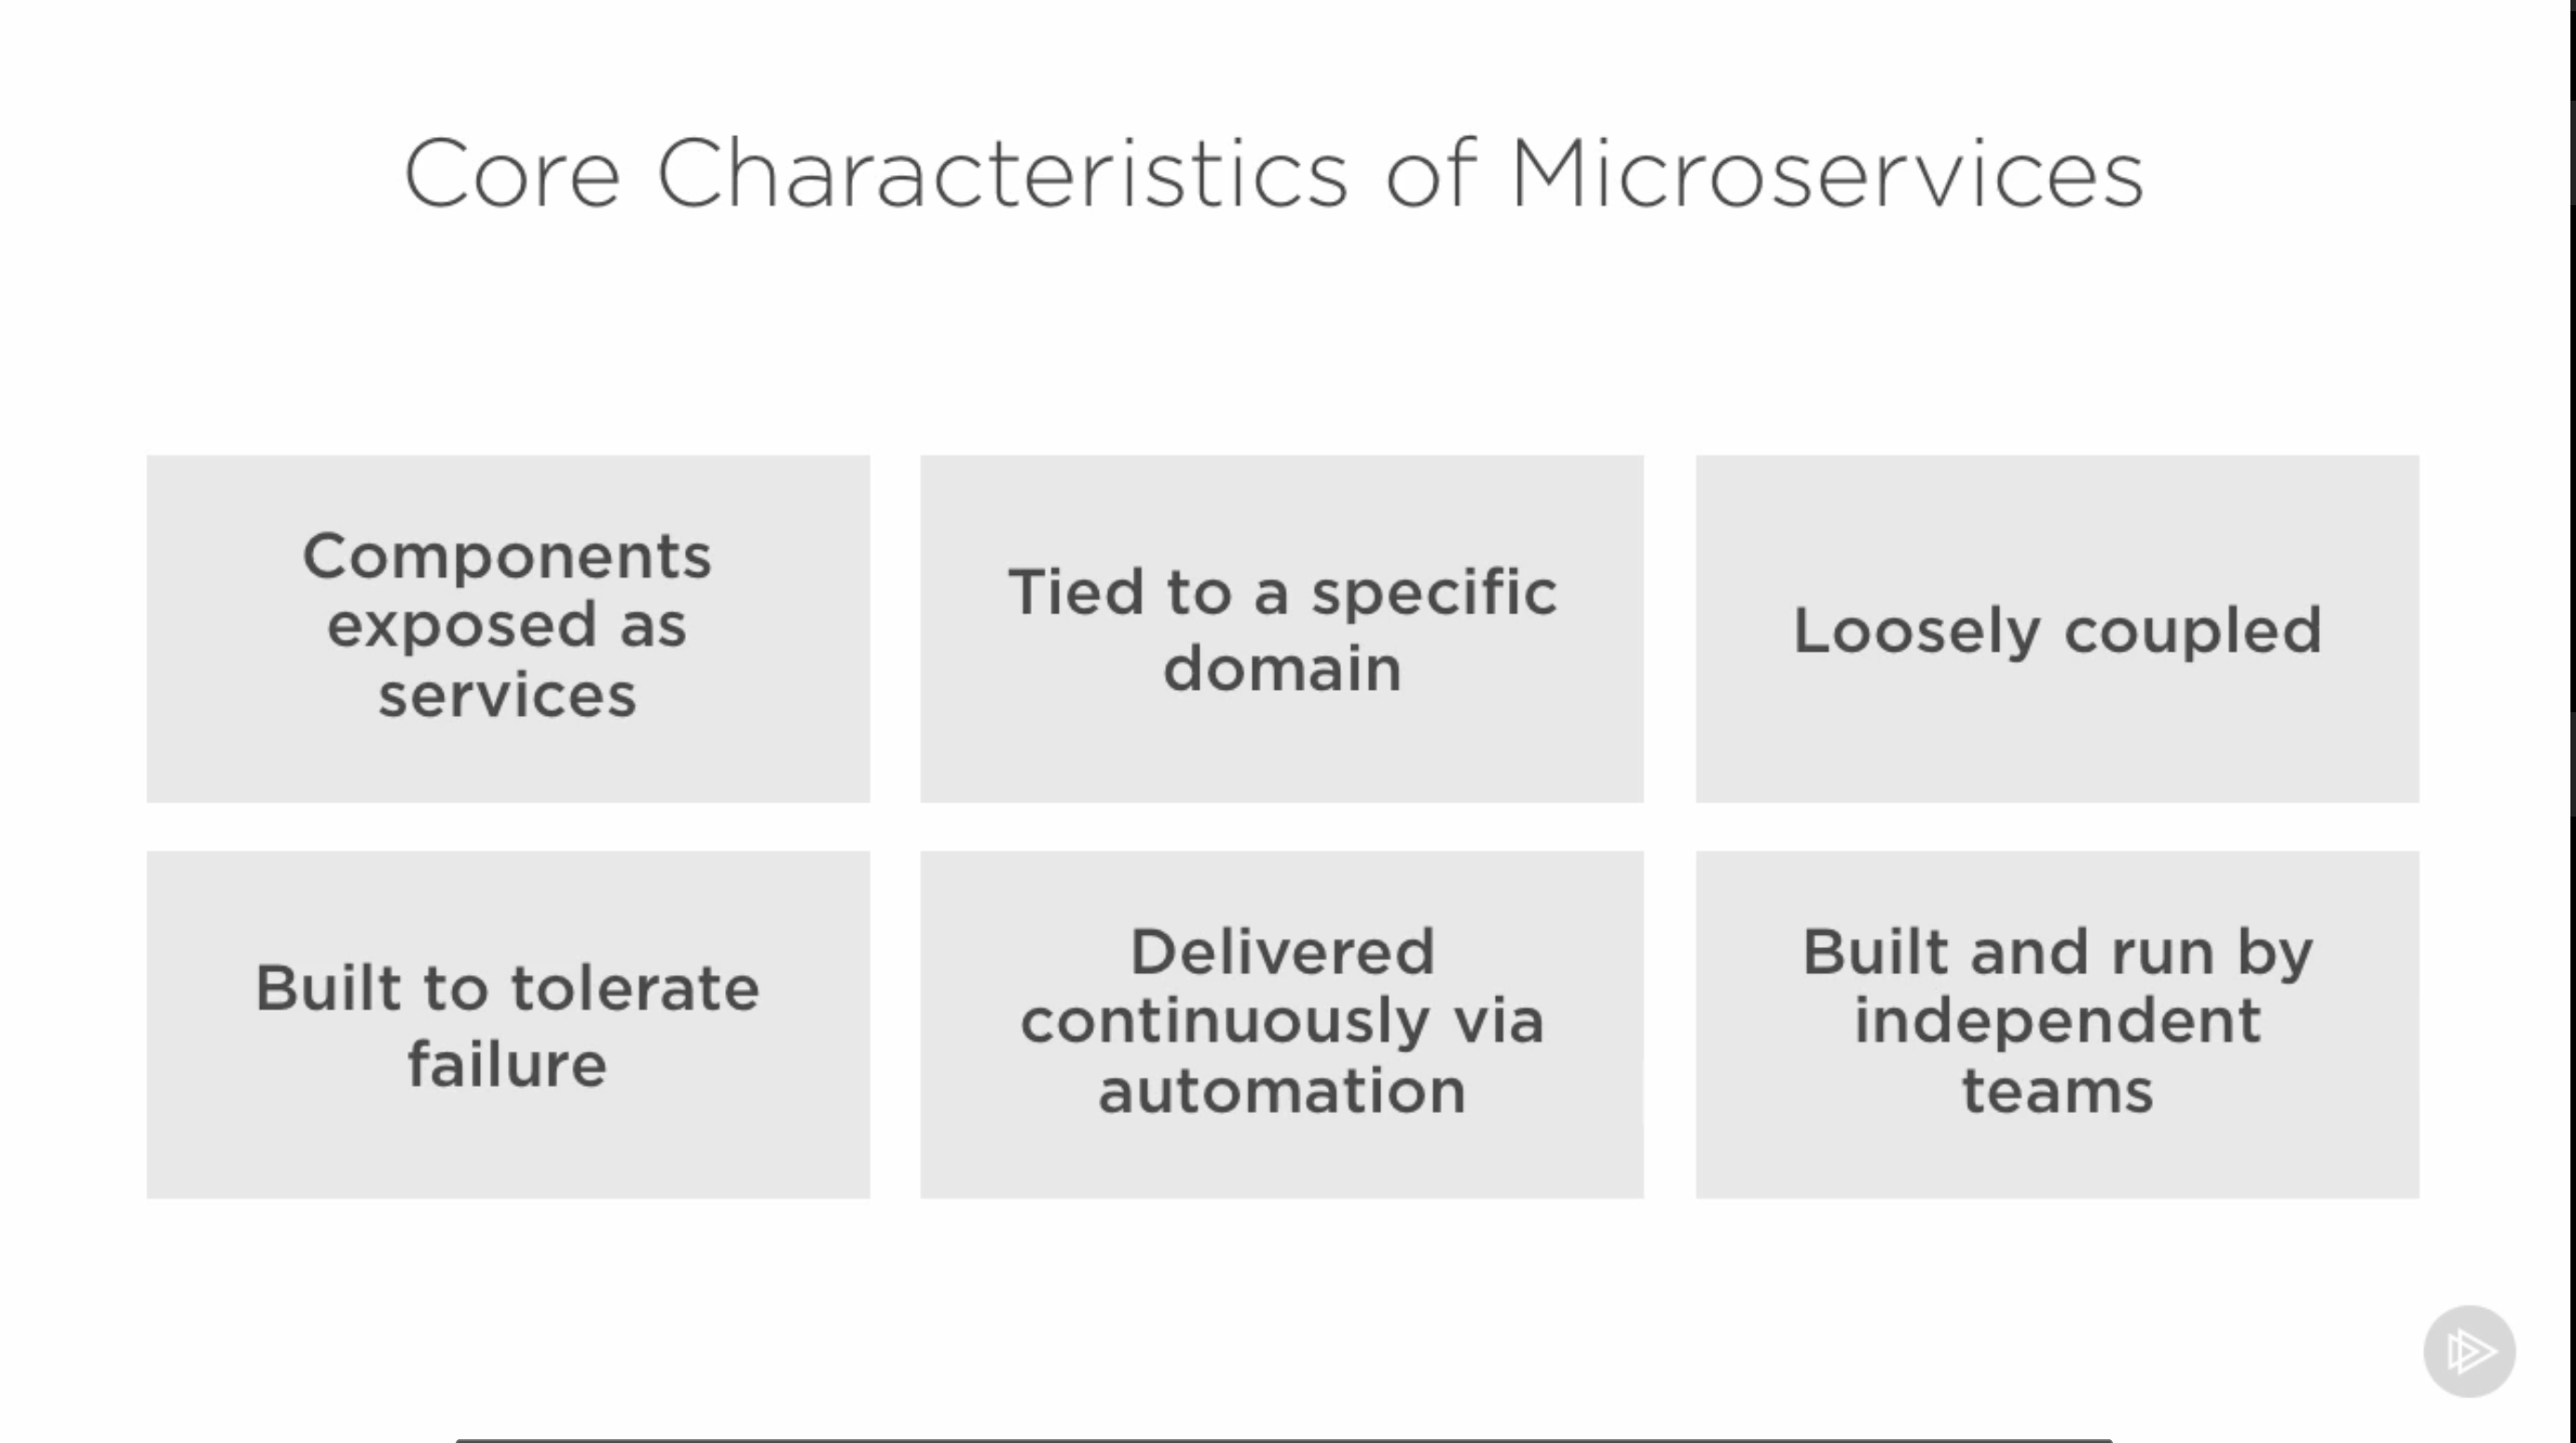 Core Characteristics of Microservices
Components
exposed as
services
Tied to a specific
domain
Loosely coupled
Built to tolerate
failure
Delivered
continuously via
automation
Built and run by
independent
teams